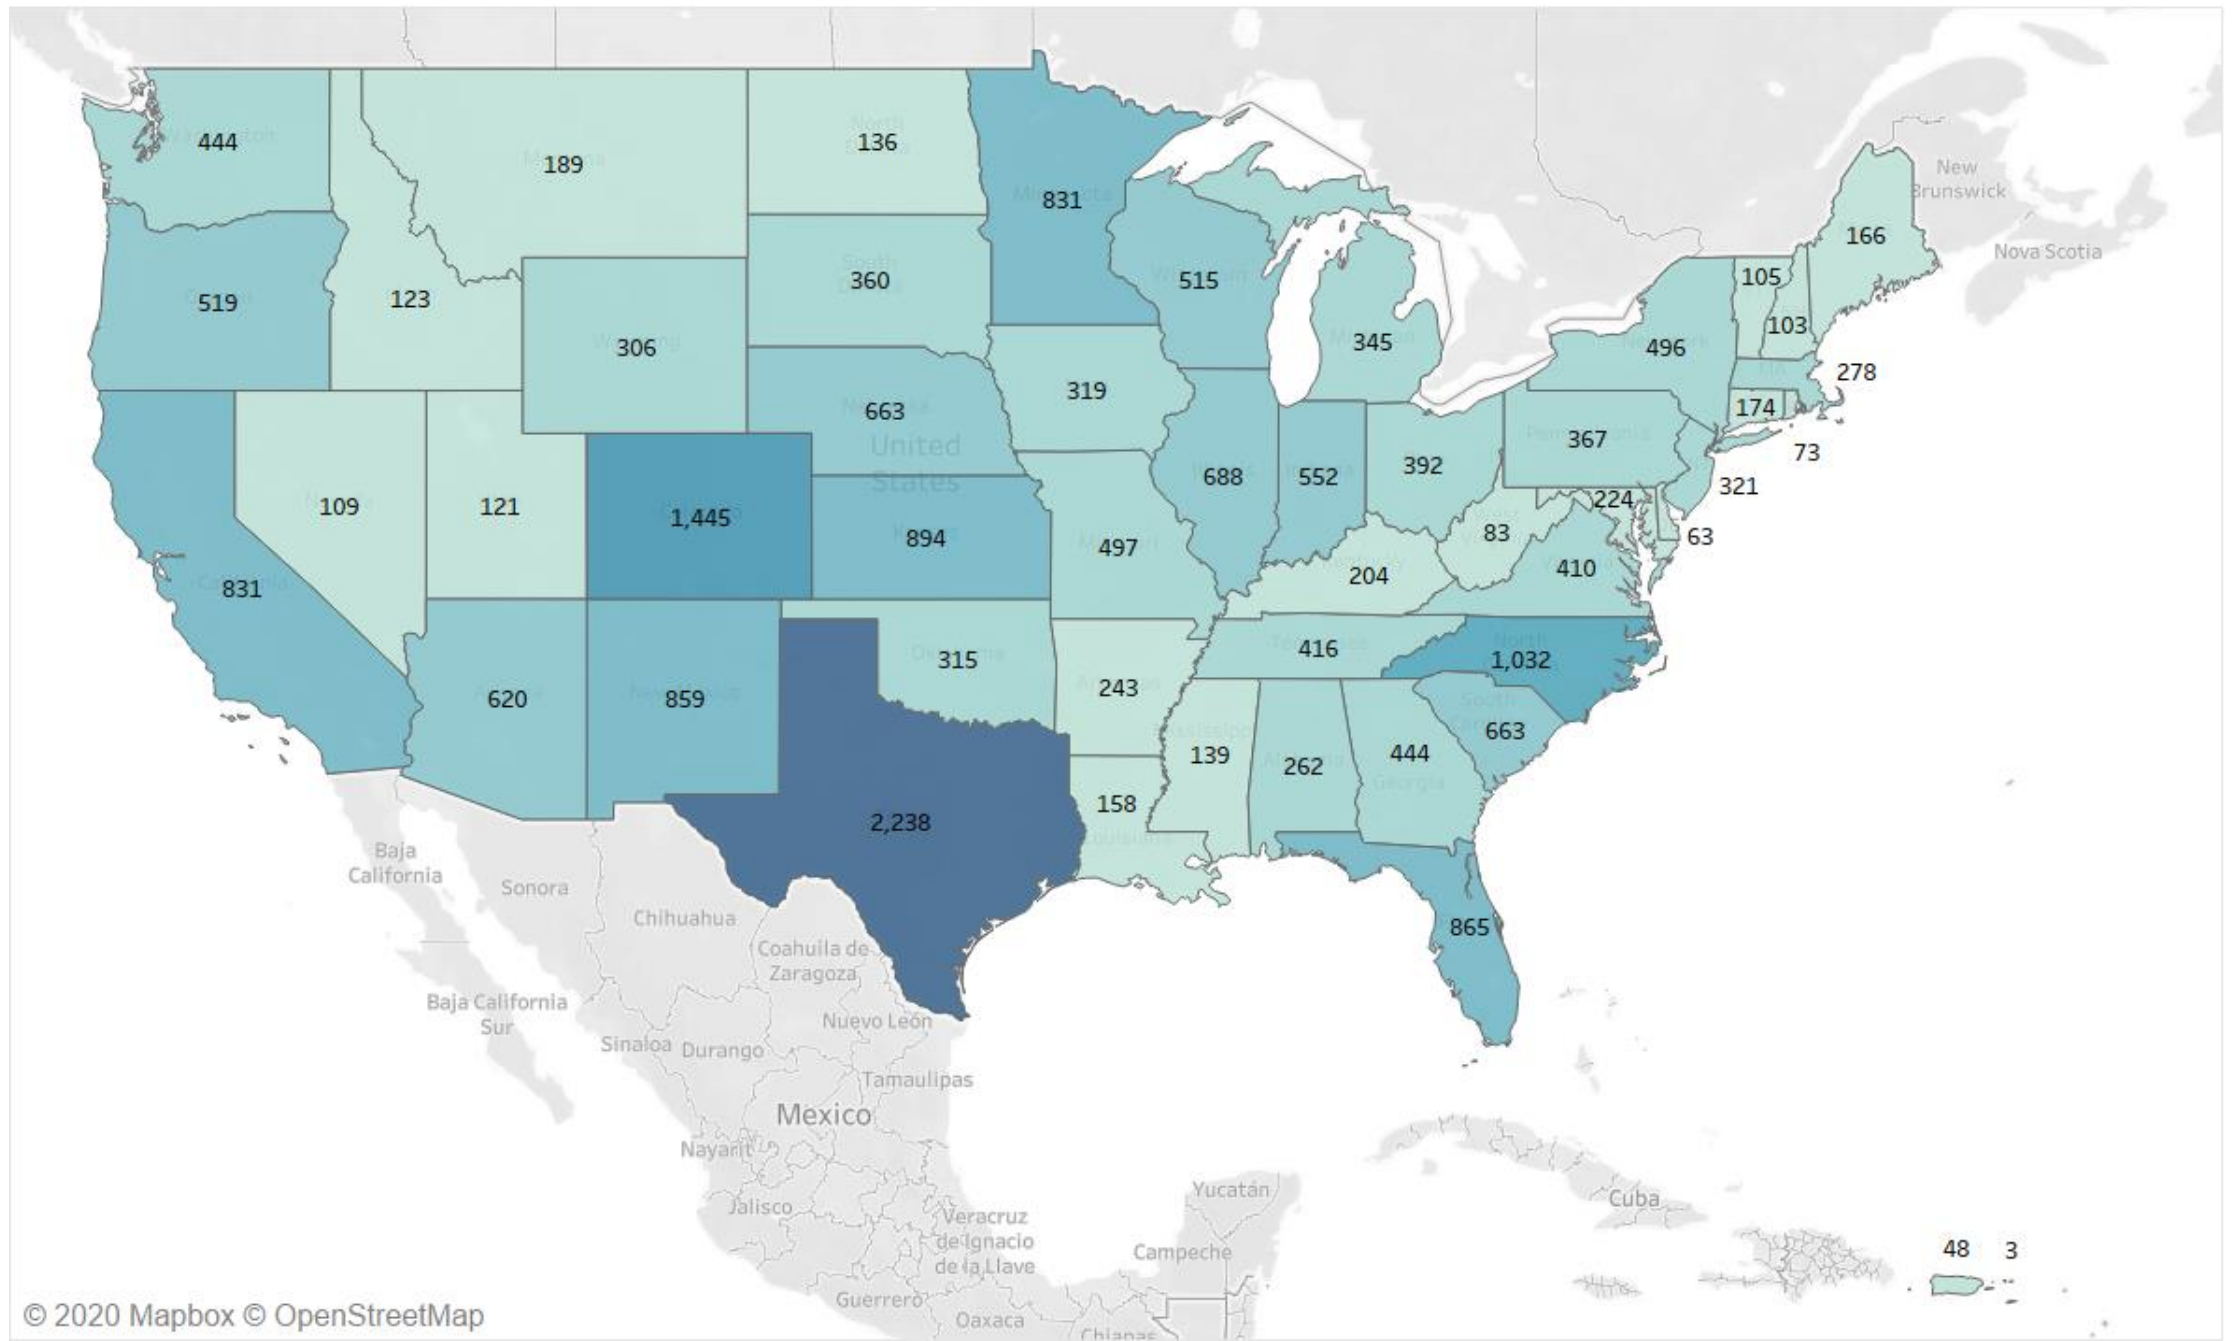 444
189
136
831
519
123
306
360
515
345
166
105
103
496
278
174
73
321
367
224
63
663
319
688
552
392
83
410
831
109
121
1,445
894
497
204
620
859
315
243
416
1,032
663
139
262
444
158
2,238
865
New
Brunswick
Nova Scotia
United
States
Baja
California
Sonora
Chihuahua
Coahuila de
Zaragoza
Baja California
Sur
Sinaloa
Durango
Nuevo León
Tamaulipas
Mexico
Nayarit
Jalisco
Veracruz
de Ignacio
de la Llave
Guerrero
Oaxaca
Chiapas
Campeche
Yucatán
Cuba
48
3
Georgia
South
North
© 2020 Mapbox © OpenStreetMap